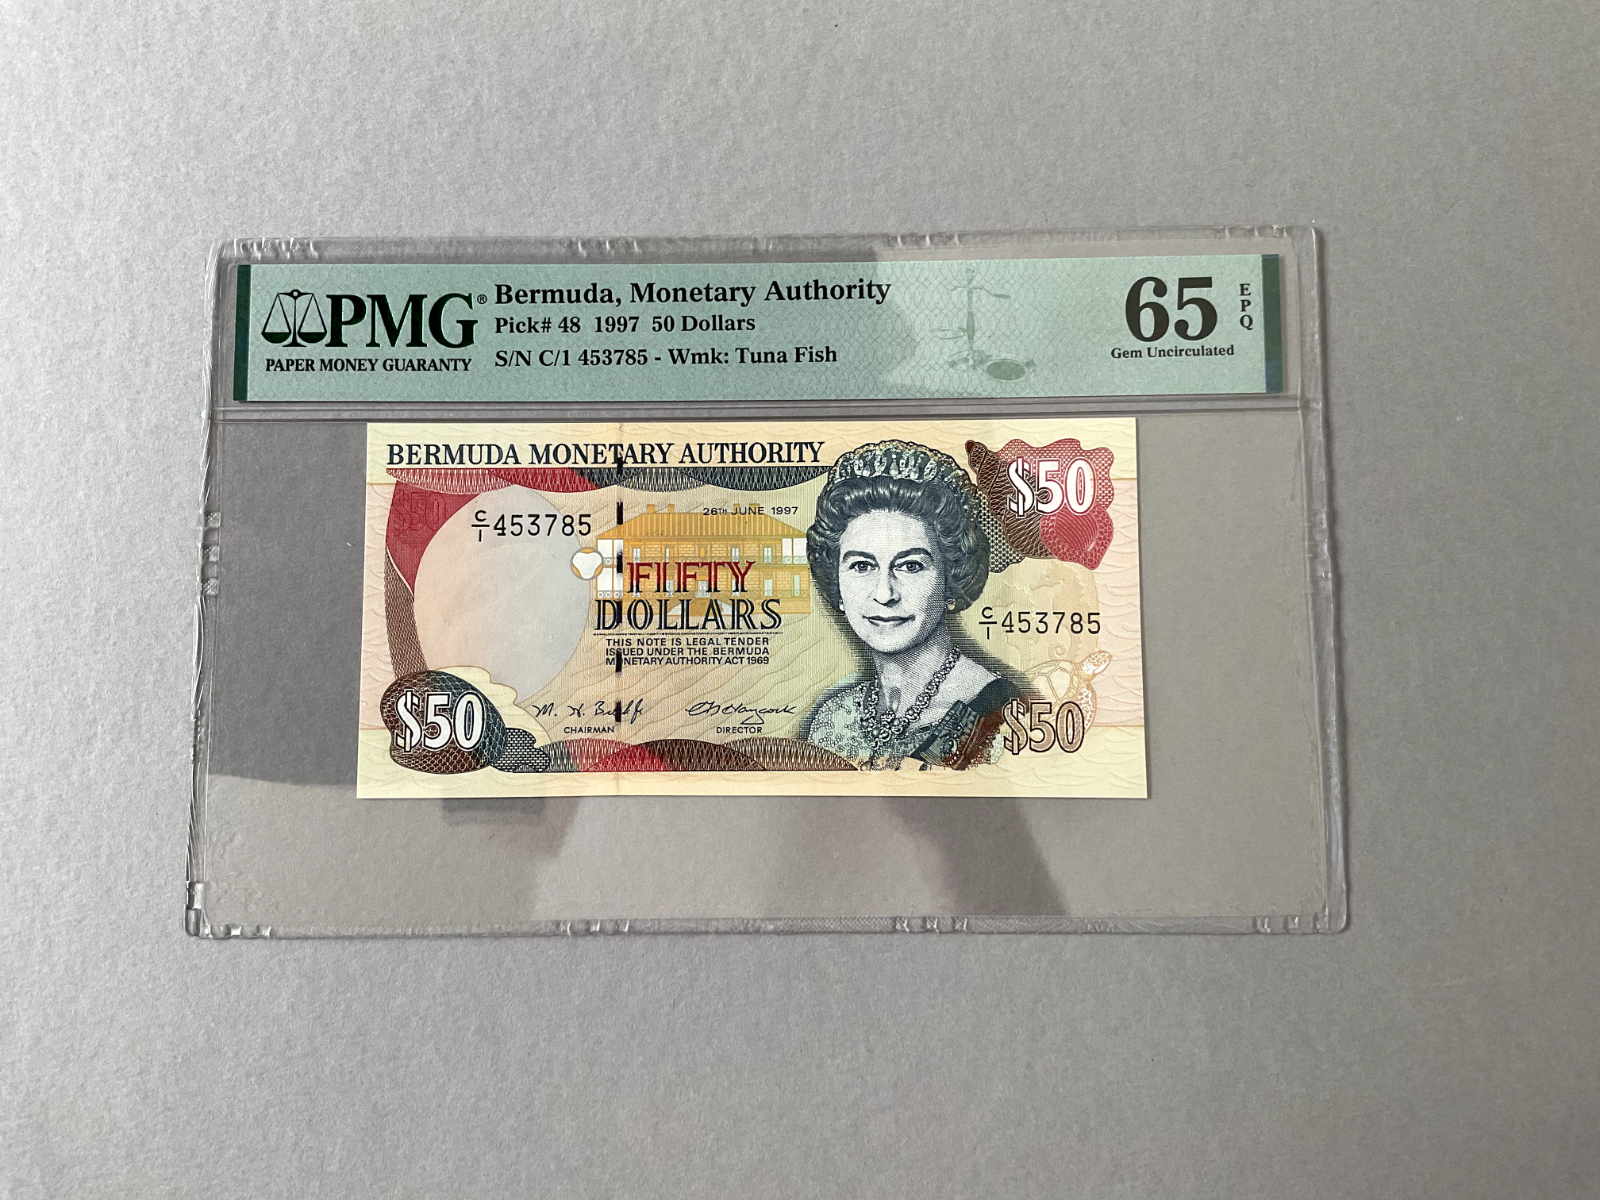 PMG®
PAPER MONEY GUARANTY
Bermuda, Monetary Authority
Pick# 48 1997 50 Dollars
S/N C/1 453785 - Wmk: Tuna Fish
65
EPQ
Gem Uncirculated
BERMUDA MONETARY AUTHORITY
$50
C/1 453785
26TH JUNE 1997
FIFTY
DOLLARS
THIS NOTE IS LEGAL TENDER
ISSUED UNDER THE BERMUDA
MONETARY AUTHORITY ACT 1969
C/1 453785
CHAIRMAN
DIRECTOR
$50
$50